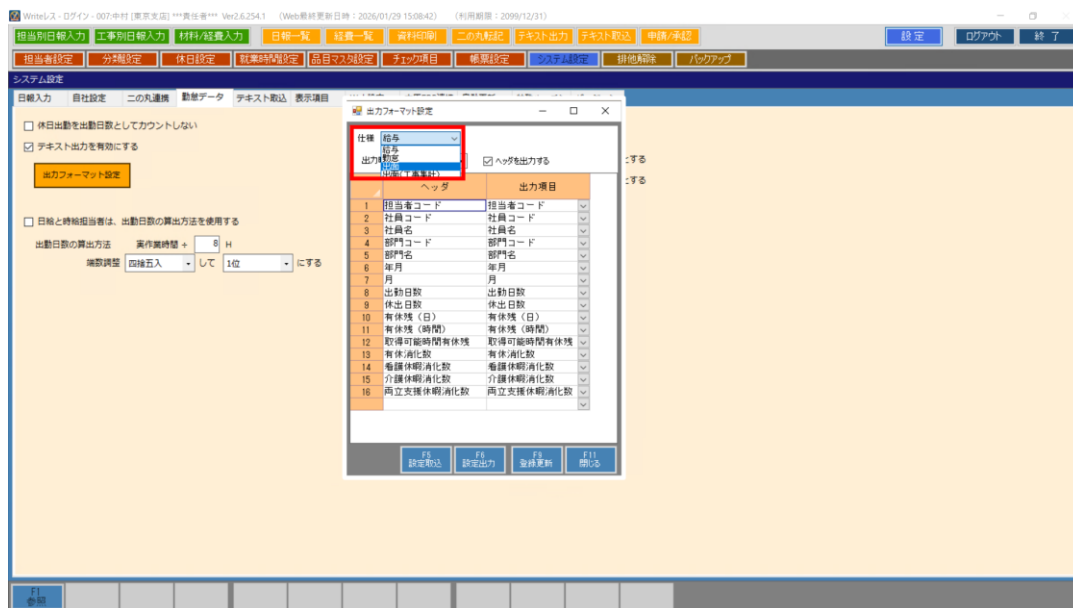 Writeレス - ログイン - 007:中村 [東京支店] ***責任者*** Ver2.6.254.1 （Web最終更新日時：2026/01/29 15:08:42） （利用期限：2099/12/31）
担当別日報入力 工事別日報入力 材料/経費入力 日報一覧 経費一覧 資料印刷 この丸転記 テキスト出力 テキスト取込 申請/承認 設 定 ログアウト 終 了
担当者設定 分類設定 休日設定 就業時間設定 品目マスタ設定 チェック項目 帳票設定 システム設定 排他解除 バックアップ
システム設定
日報入力 自社設定 二の丸連携 勤怠データ テキスト取込 表示項目
休日出勤を出勤日数としてカウントしない
テキスト出力を有効にする
出力フォーマット設定
日給と時給担当者は、出勤日数の算出方法を使用する
出勤日数の算出方法 実作業時間 ÷ 8 H
端数調整 四捨五入 して 1位 にする
出力フォーマット設定
仕様 給与
給与
勤怠
出面
出面(工事集計)
ヘッダを出力する
とする
とする
ヘッダ 出力項目
1 担当者コード 担当者コード
2 社員コード 社員コード
3 社員名 社員名
4 部門コード 部門コード
5 部門名 部門名
6 年月 年月
7 月 月
8 出勤日数 出勤日数
9 休出日数 休出日数
10 有休残（日） 有休残（日）
11 有休残（時間） 有休残（時間）
12 取得可能時間有休残 取得可能時間有休残
13 有休消化数 有休消化数
14 看護休暇消化数 看護休暇消化数
15 介護休暇消化数 介護休暇消化数
16 両立支援休暇消化数 両立支援休暇消化数
F5 設定取込 F6 設定出力 F9 登録更新 F11 閉じる
F1
参照